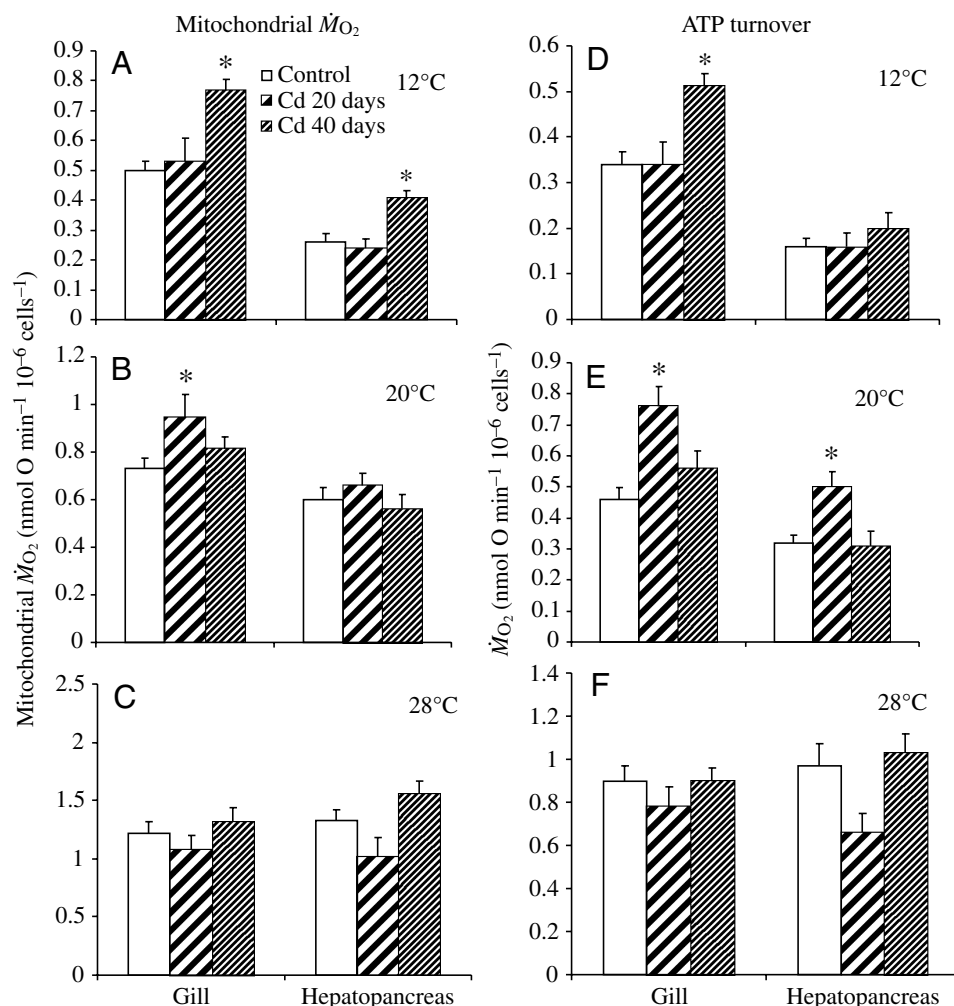 Mitochondrial ṀO₂
ATP turnover
A
*
12°C
Control
Cd 20 days
Cd 40 days
*
0.9
0.8
0.7
0.6
0.5
0.4
0.3
0.2
0.1
0
D
*
12°C
0.6
0.5
0.4
0.3
0.2
0.1
0
Mitochondrial ṀO₂ (nmol O min⁻¹ 10⁻⁶ cells⁻¹)
B
*
20°C
1.2
1
0.8
0.6
0.4
0.2
0
ṀO₂ (nmol O min⁻¹ 10⁻⁶ cells⁻¹)
E
*
*
20°C
0.9
0.8
0.7
0.6
0.5
0.4
0.3
0.2
0.1
0
C
28°C
2.5
2
1.5
1
0.5
0
Gill
Hepatopancreas
F
28°C
1.4
1.2
1
0.8
0.6
0.4
0.2
0
Gill
Hepatopancreas